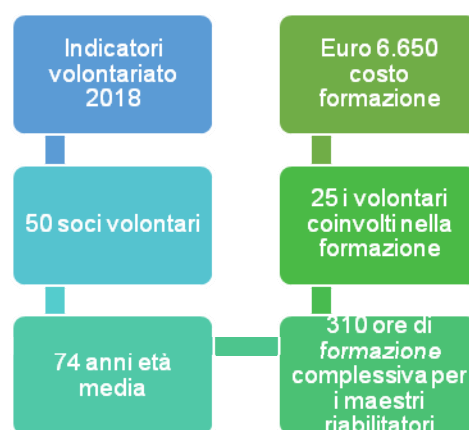 Indicatori
volontariato
2018
50 soci volontari
74 anni età
media
310 ore di
formazione
complessiva per
i maestri
riabilitatori
25 i volontari
coinvolti nella
formazione
Euro 6.650
costo
formazione